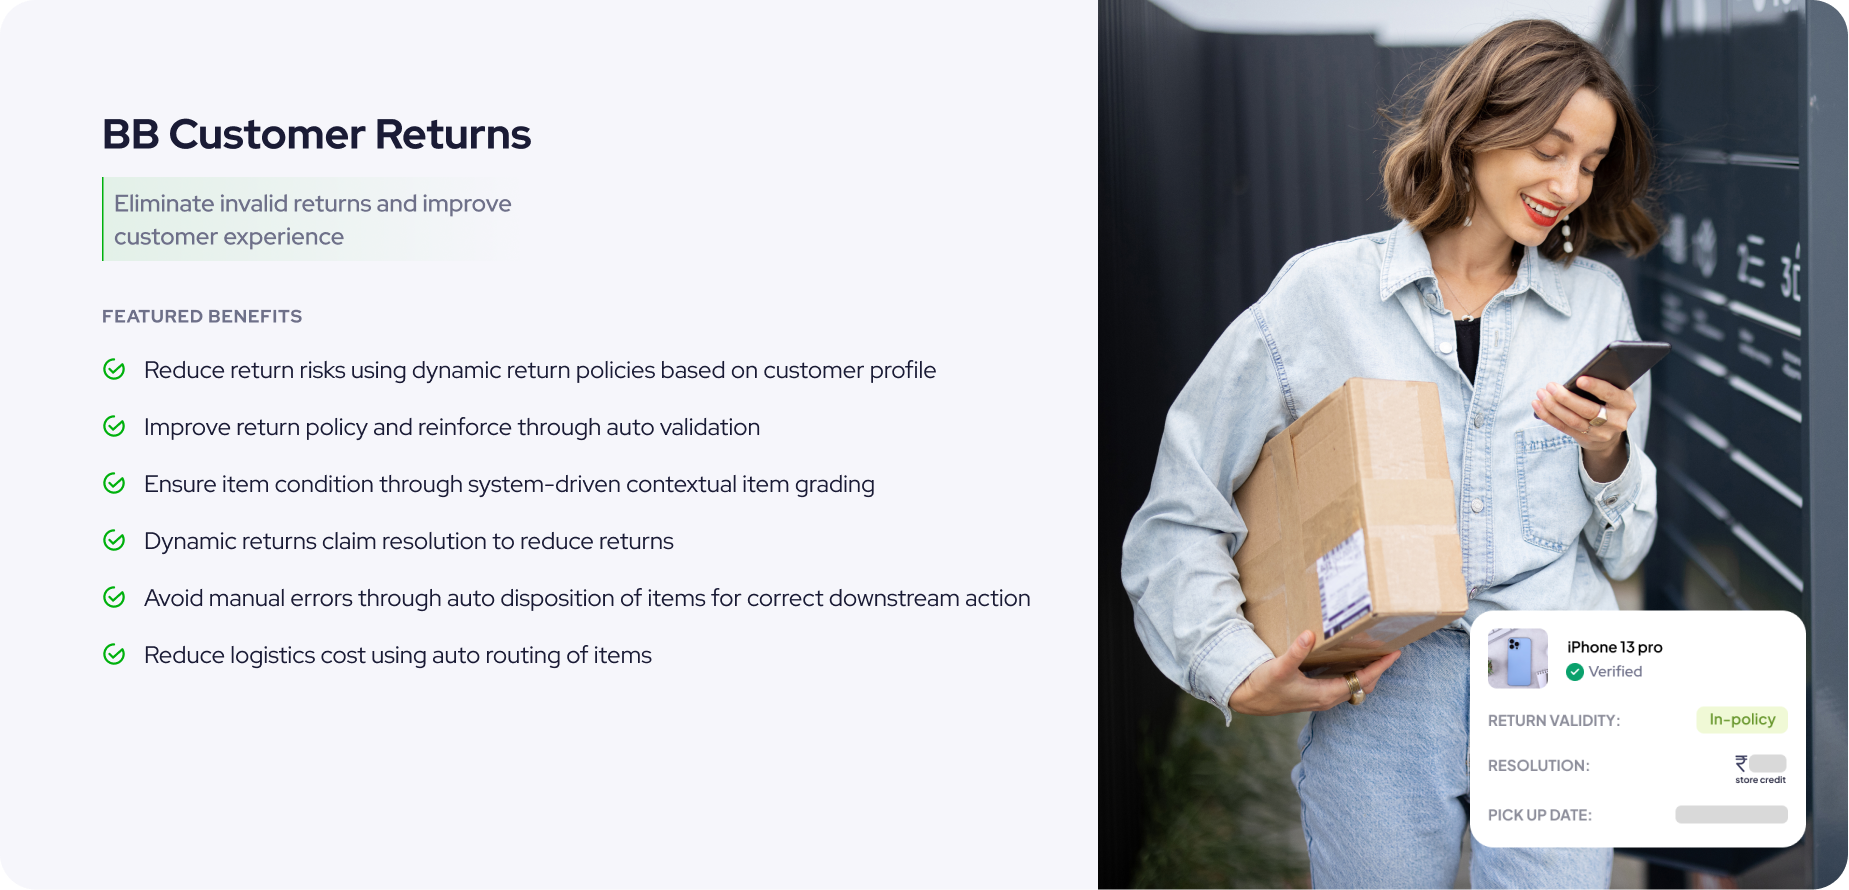 BB Customer Returns
Eliminate invalid returns and improve
customer experience
FEATURED BENEFITS
Reduce return risks using dynamic return policies based on customer profile
Improve return policy and reinforce through auto validation
Ensure item condition through system-driven contextual item grading
Dynamic returns claim resolution to reduce returns
Avoid manual errors through auto disposition of items for correct downstream action
Reduce logistics cost using auto routing of items
2
3
iPhone 13 pro
Verified
RETURN VALIDITY:
In-policy
RESOLUTION:
₹
store credit
PICK UP DATE: